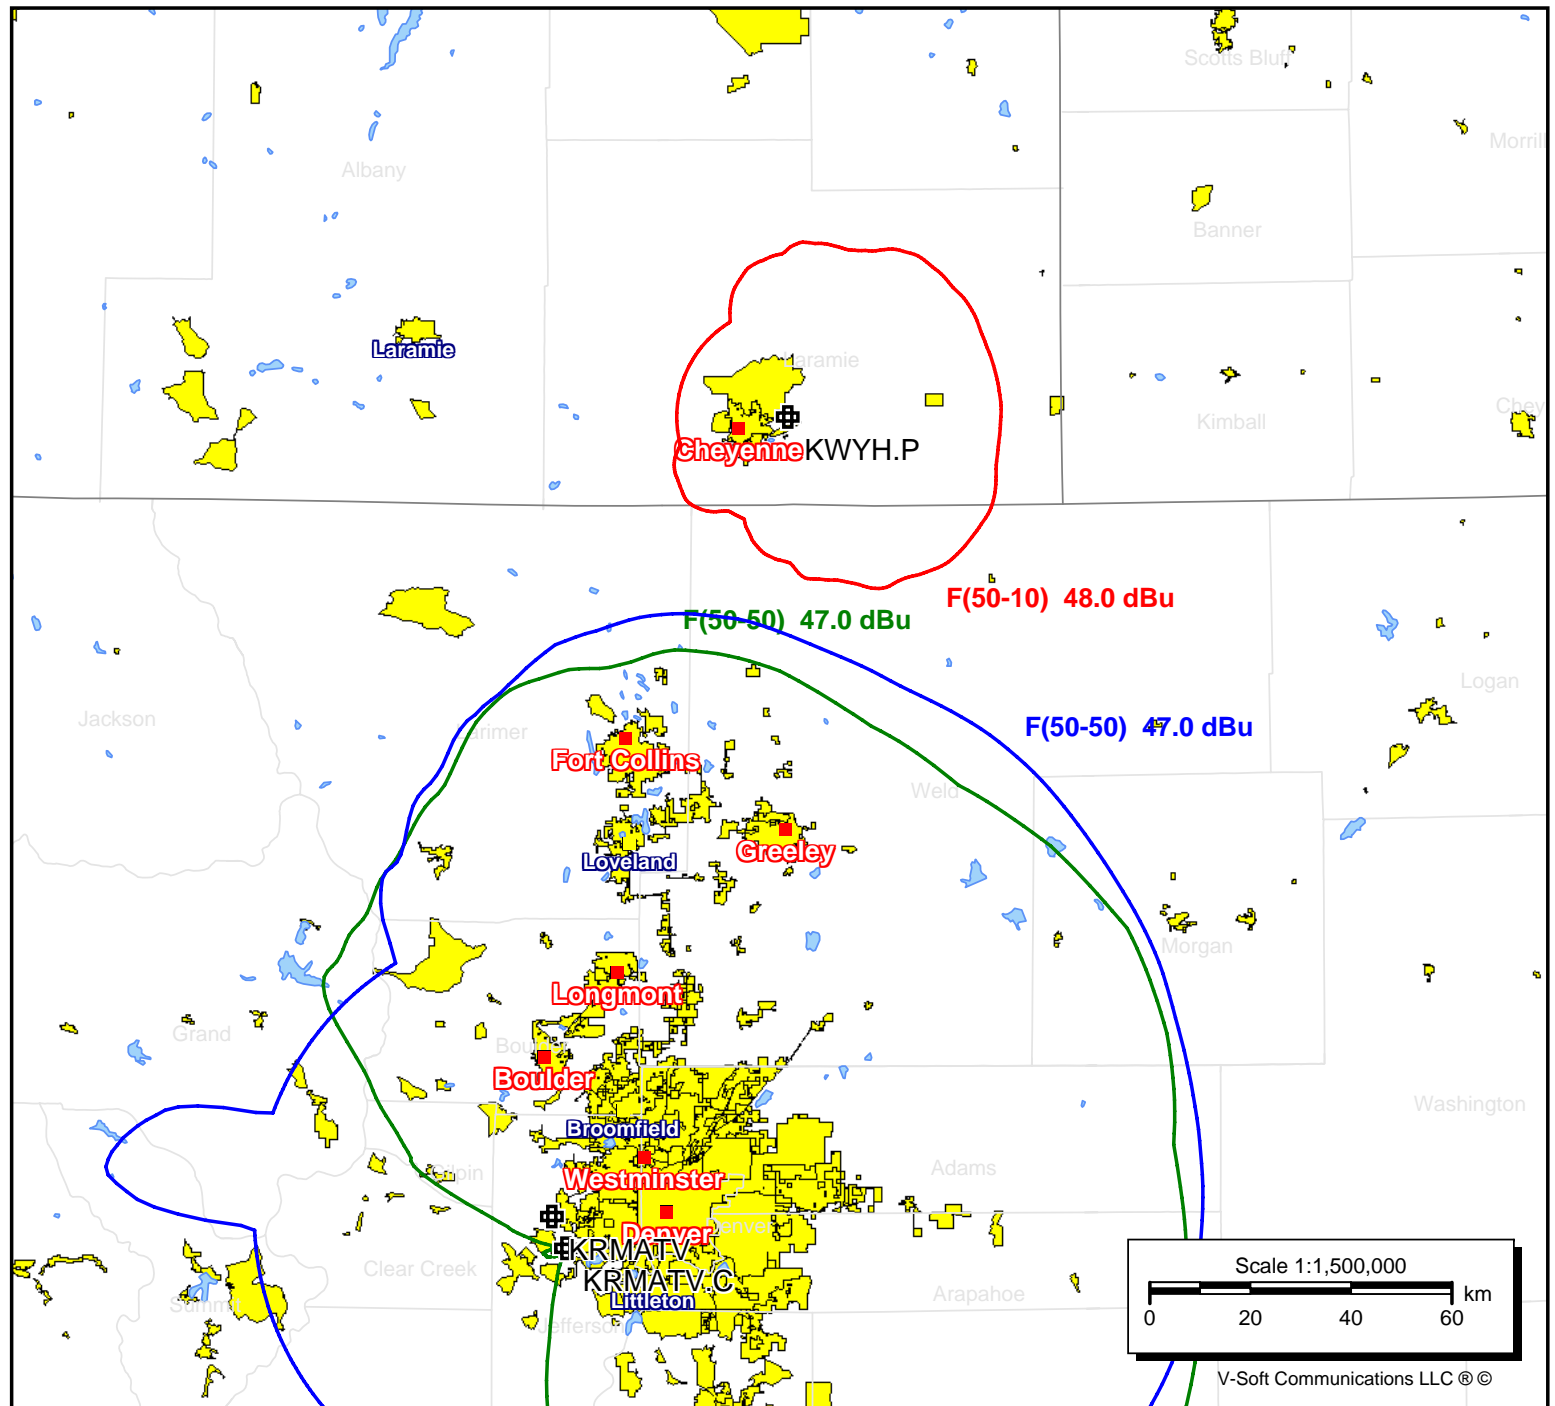 Scotts Bluff
Morrill
Albany
Banner
Laramie
Laramie
Kimball
Chey
Cheyenne
KWYH.P
F(50-10) 48.0 dBu
F(50-50) 47.0 dBu
Logan
Jackson
Larimer
F(50-50) 47.0 dBu
Fort Collins
Weld
Greeley
Loveland
Morgan
Longmont
Grand
Boulder
Boulder
Washington
Broomfield
Gilpin
Adams
Westminster
Denver
Denver
KRMATV
Clear Creek
KRMATV.C
Arapahoe
Littleton
Summit
Jefferson
Scale 1:1,500,000
km
0 20 40 60
V-Soft Communications LLC ® ©